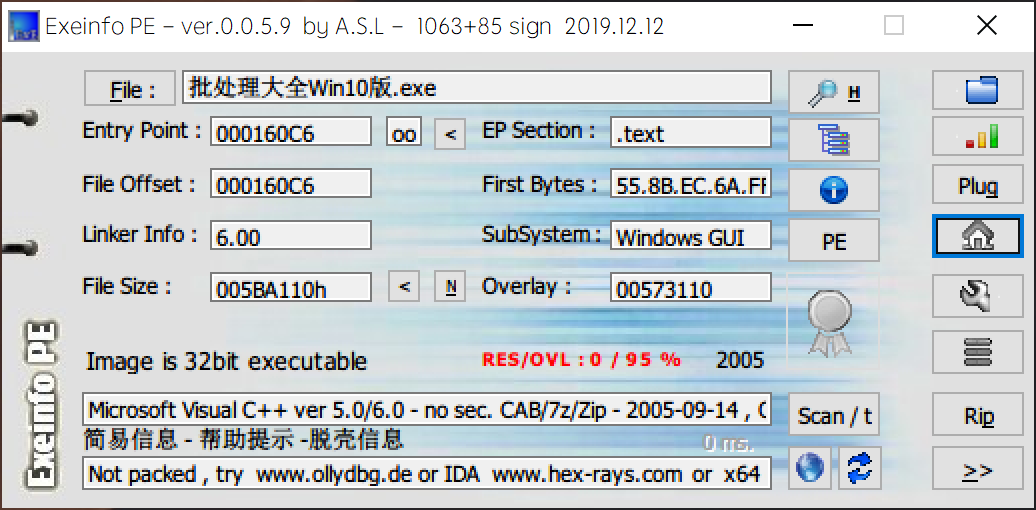 Exeinfo PE - ver.0.0.5.9 by A.S.L - 1063+85 sign 2019.12.12
File : 批处理大全Win10版.exe H
Entry Point : 000160C6 oo < EP Section : .text
File Offset : 000160C6 First Bytes : 55.8B.EC.6A.FF Plug
Linker Info : 6.00 SubSystem : Windows GUI PE
File Size : 005BA110h < N Overlay : 00573110
Image is 32bit executable RES/OVL : 0 / 95 % 2005
Microsoft Visual C++ ver 5.0/6.0 - no sec. CAB/7z/Zip - 2005-09-14 , Scan / t Rip
简易信息 - 帮助提示 -脱壳信息 0 ms.
Not packed , try www.ollydbg.de or IDA www.hex-rays.com or x64 >>
Exeinfo PE